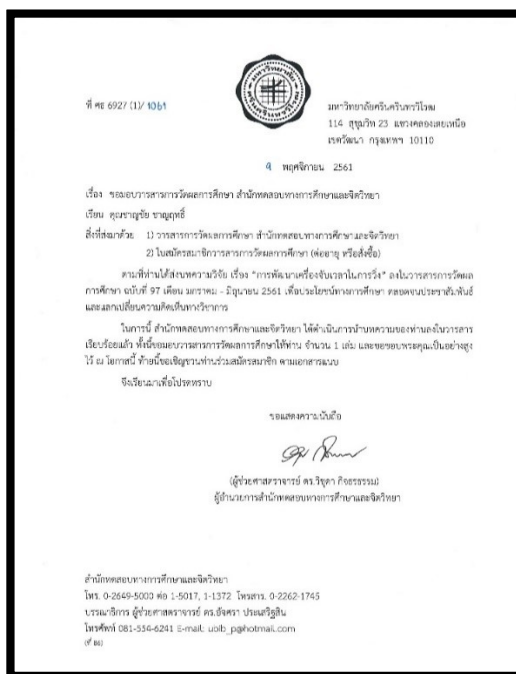 มหาวิทยาลัย
ศรีนครินทรวิโรฒ
ที่ ศธ 6927 (1)/ 1061
มหาวิทยาลัยศรีนครินทรวิโรฒ
114 สุขุมวิท 23 แขวงคลองเตยเหนือ
เขตวัฒนา กรุงเทพฯ 10110
9 พฤศจิกายน 2561
เรื่อง ขอมอบวารสารการวัดผลการศึกษา สำนักทดสอบทางการศึกษาและจิตวิทยา
เรียน คุณชาญชัย ชาญฤทธิ์
สิ่งที่ส่งมาด้วย 1) วารสารการวัดผลการศึกษา สำนักทดสอบทางการศึกษาและจิตวิทยา
2) ใบสมัครสมาชิกวารสารการวัดผลการศึกษา (ต่ออายุ หรือสั่งซื้อ)
ตามที่ท่านได้ส่งบทความวิจัย เรื่อง “การพัฒนาเครื่องจับเวลาในการวิ่ง” ลงในวารสารการวัดผล
การศึกษา ฉบับที่ 97 เดือน มกราคม - มิถุนายน 2561 เพื่อประโยชน์ทางการศึกษา ตลอดจนประชาสัมพันธ์
และแลกเปลี่ยนความคิดเห็นทางวิชาการ
ในการนี้ สำนักทดสอบทางการศึกษาและจิตวิทยา ได้ดำเนินการนำบทความของท่านลงในวารสาร
เรียบร้อยแล้ว ทั้งนี้ขอมอบวารสารการวัดผลการศึกษาให้ท่าน จำนวน 1 เล่ม และขอขอบพระคุณเป็นอย่างสูง
ไว้ ณ โอกาสนี้ ท้ายนี้ขอเชิญชวนท่านร่วมสมัครสมาชิก ตามเอกสารแนบ
จึงเรียนมาเพื่อโปรดทราบ
ขอแสดงความนับถือ
(ผู้ช่วยศาสตราจารย์ ดร.วิชุดา กิจธรธรรม)
ผู้อำนวยการสำนักทดสอบทางการศึกษาและจิตวิทยา
สำนักทดสอบทางการศึกษาและจิตวิทยา
โทร. 0-2649-5000 ต่อ 1-5017, 1-1372 โทรสาร. 0-2262-1745
บรรณาธิการ ผู้ช่วยศาสตราจารย์ ดร.อัจศรา ประเสริฐสิน
โทรศัพท์ 081-554-6241 E-mail: ubib_p@hotmail.com